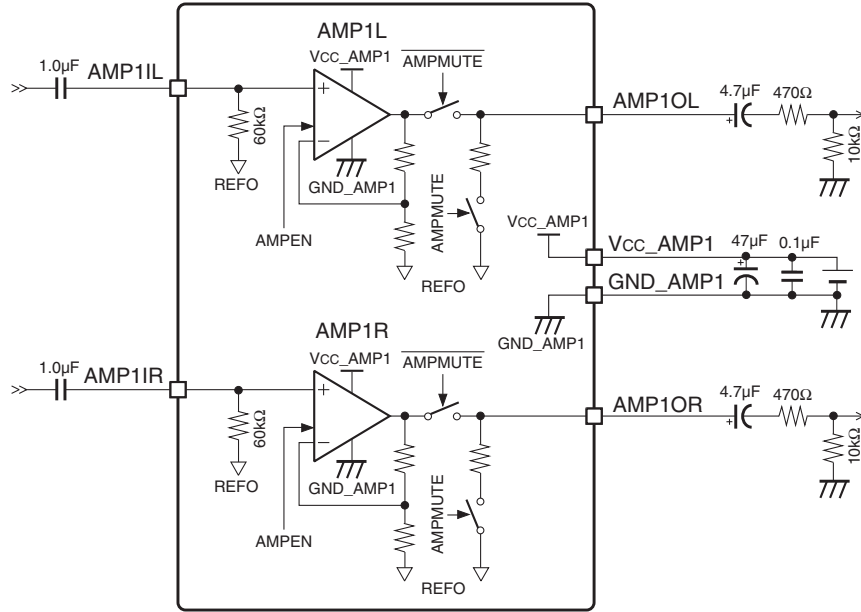 AMP1L
VCC_AMP1
AMPMUTE
1.0µF
AMP1IL
60kΩ
REFO
AMPEN
GND_AMP1
AMPMUTE
REFO
AMP1OL
4.7µF
+
470Ω
10kΩ
VCC_AMP1
VCC_AMP1
47µF
+
0.1µF
GND_AMP1
GND_AMP1
AMP1R
VCC_AMP1
AMPMUTE
1.0µF
AMP1IR
60kΩ
REFO
AMPEN
GND_AMP1
AMPMUTE
REFO
AMP1OR
4.7µF
+
470Ω
10kΩ